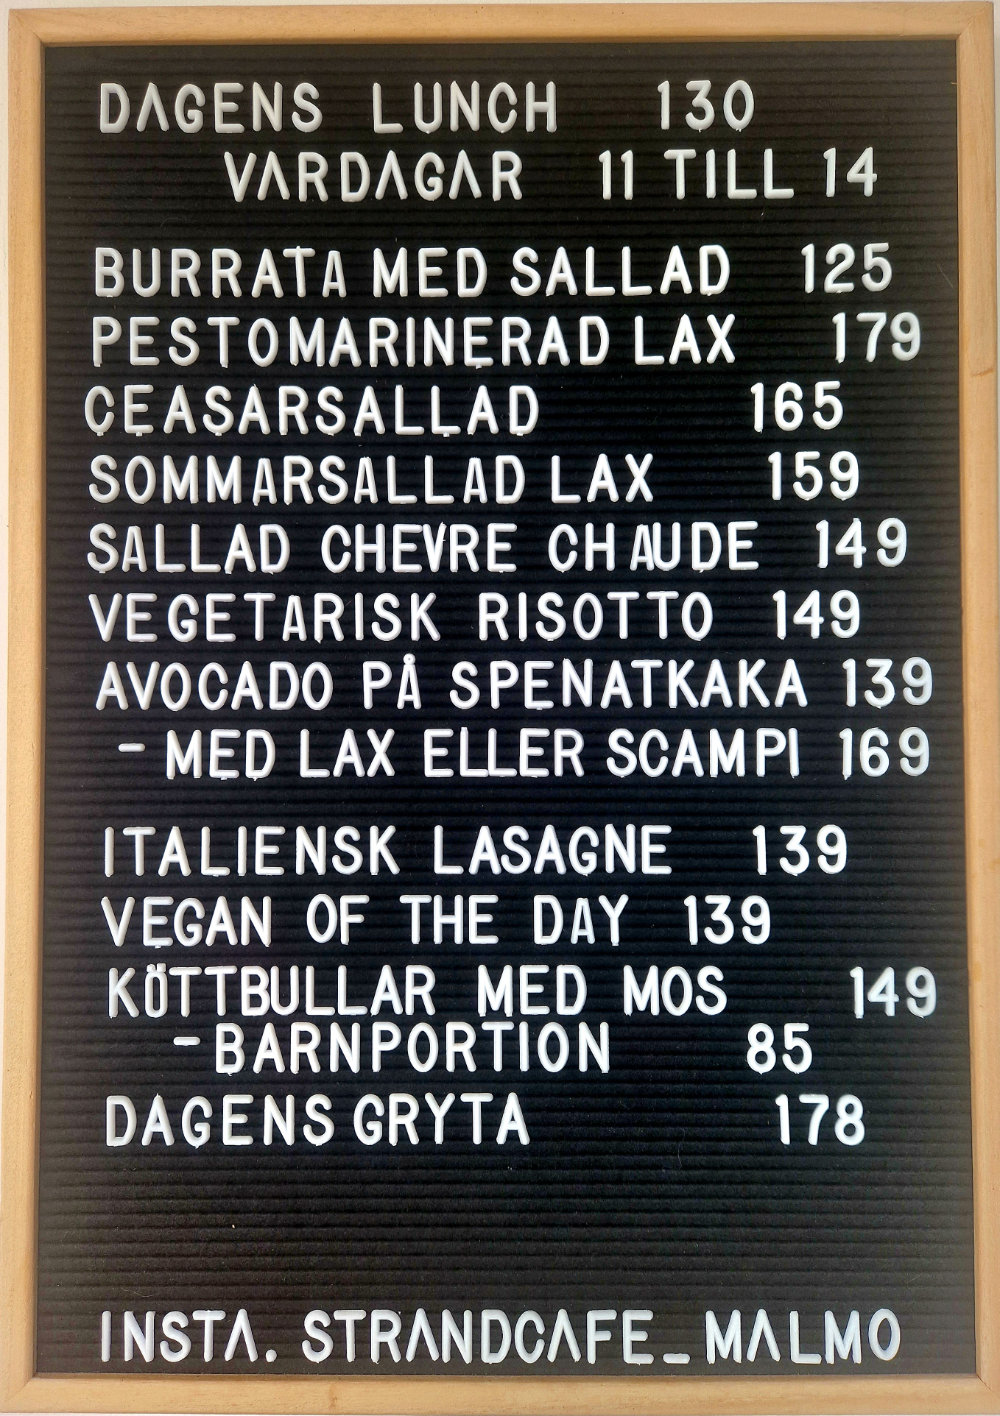 DAGENS LUNCH 130
VARDAGAR 11 TILL 14
BURRATA MED SALLAD 125
PESTOMARINERAD LAX 179
CEASARSALLAD 165
SOMMARSALLAD LAX 159
SALLAD CHEVRE CHAUDE 149
VEGETARISK RISOTTO 149
AVOCADO PÅ SPENATKAKA 139
- MED LAX ELLER SCAMPI 169
ITALIENSK LASAGNE 139
VEGAN OF THE DAY 139
KÖTTBULLAR MED MOS 149
- BARNPORTION 85
DAGENS GRYTA 178
INSTA. STRANDCAFE_MALMO